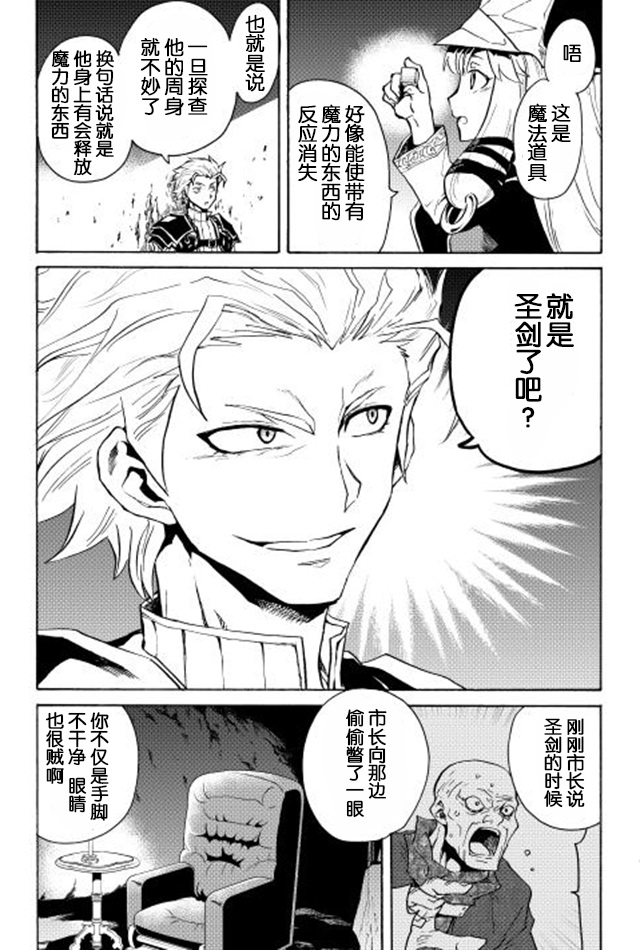 唔
这是
魔法道具
好像能使带有
魔力的东西的
反应消失
也就是说
一旦探查
他的周身
就不妙了
换句话说就是
他身上有会释放
魔力的东西
就是
圣剑了吧？
刚刚市长说
圣剑的时候
市长向那边
偷偷瞥了一眼
你不仅是手脚
不干净 眼睛
也很贼啊